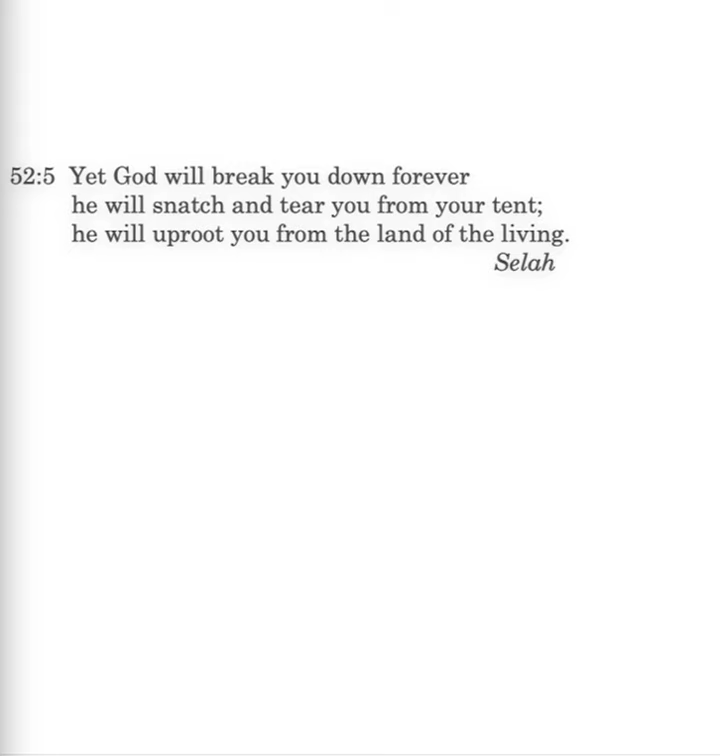 52:5 Yet God will break you down forever
he will snatch and tear you from your tent;
he will uproot you from the land of the living.
Selah